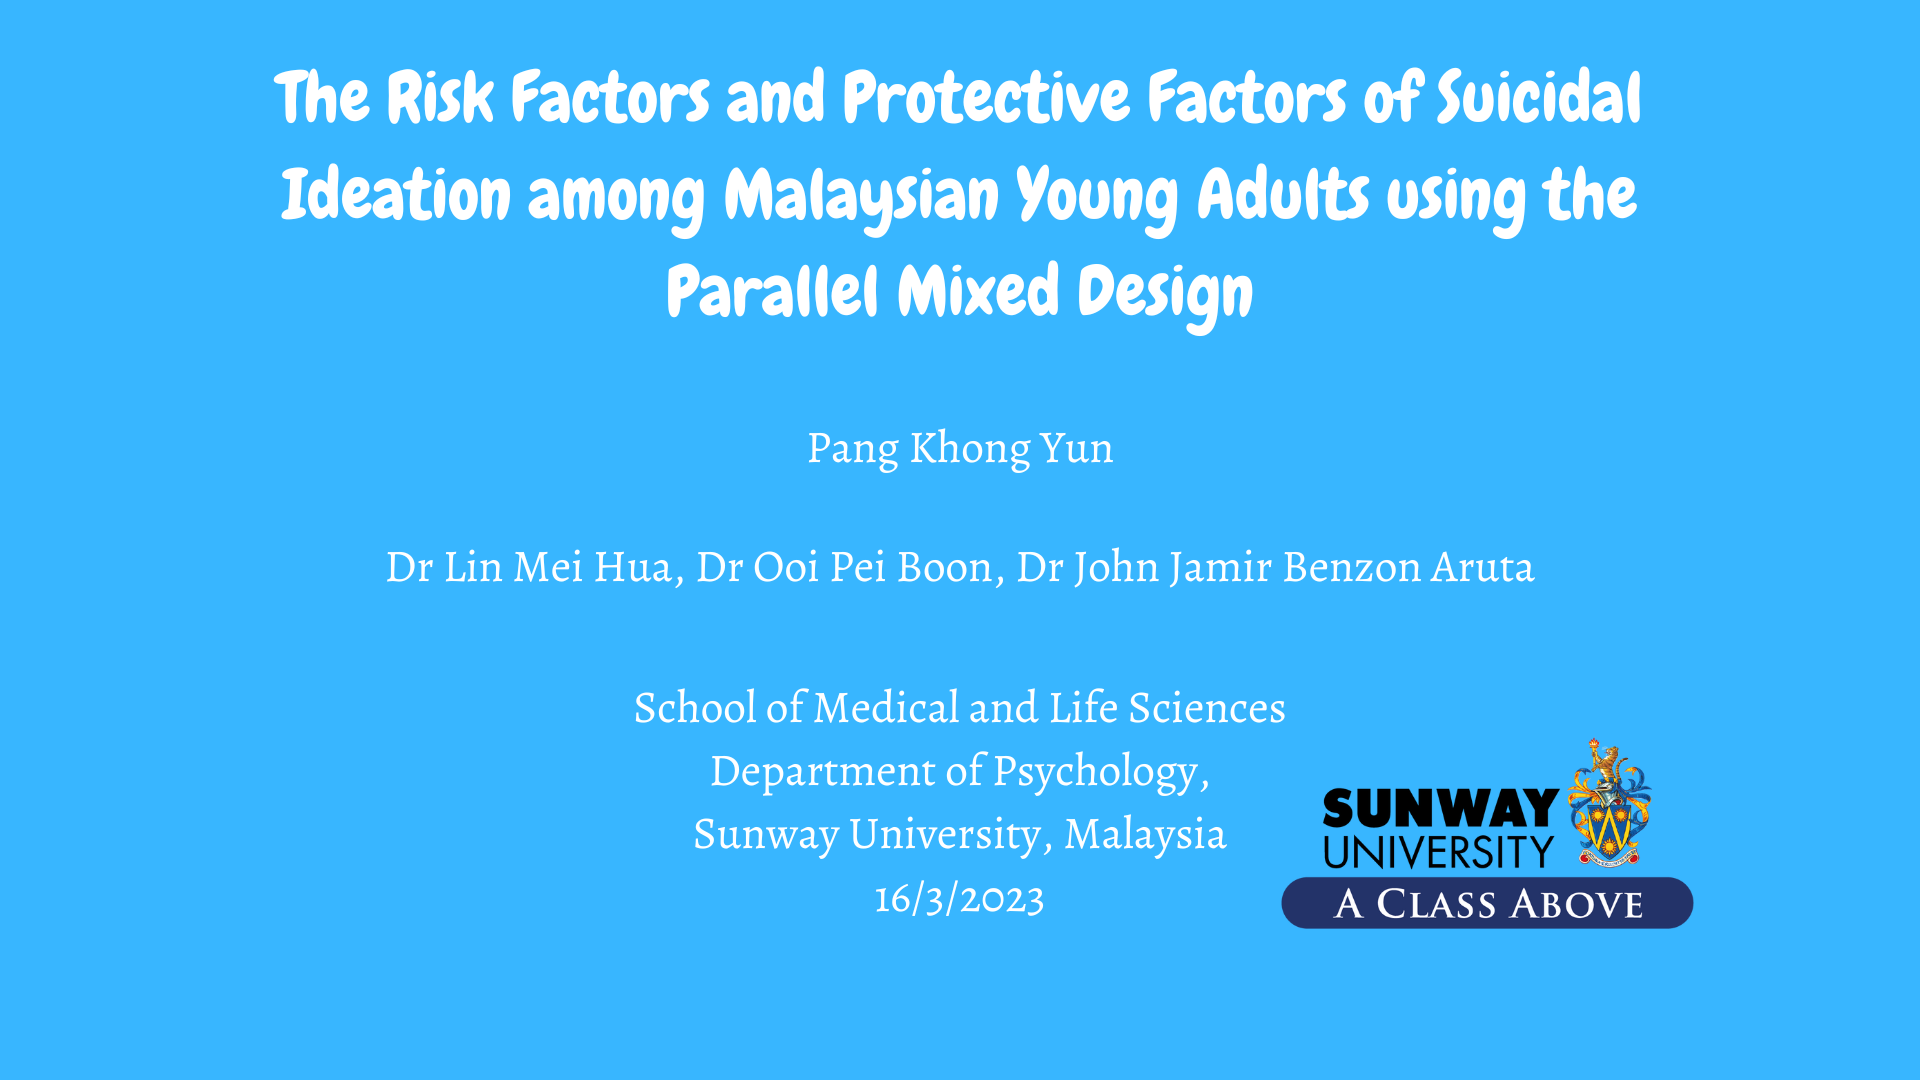 The Risk Factors and Protective Factors of Suicidal
Ideation among Malaysian Young Adults using the
Parallel Mixed Design
Pang Khong Yun
Dr Lin Mei Hua, Dr Ooi Pei Boon, Dr John Jamir Benzon Aruta
School of Medical and Life Sciences
Department of Psychology,
Sunway University, Malaysia
16/3/2023
SUNWAY
UNIVERSITY
A CLASS ABOVE